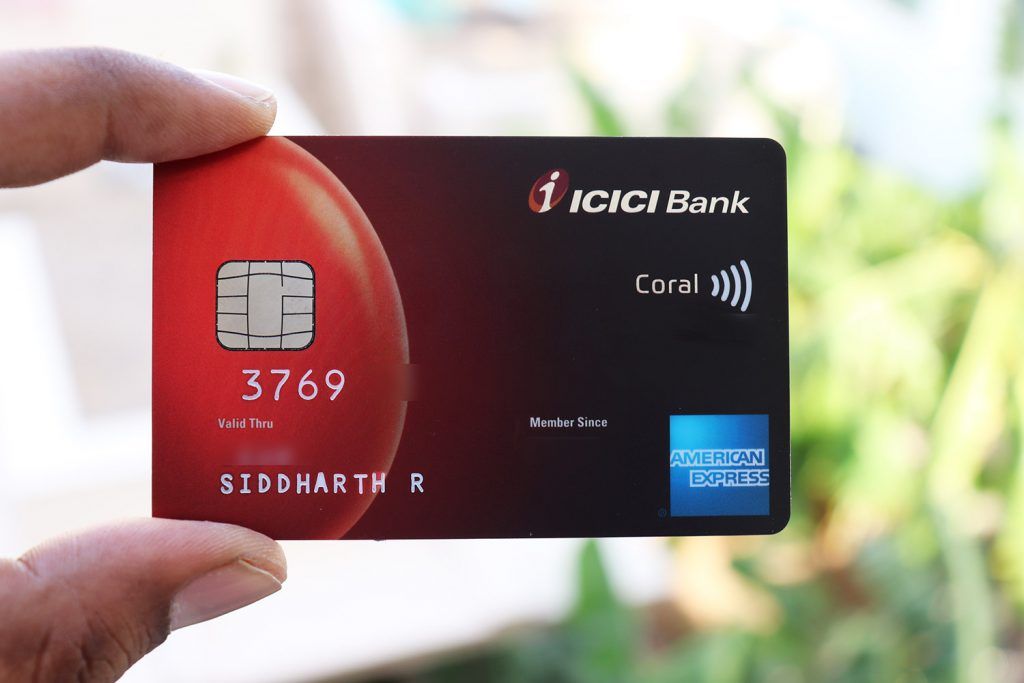 ICICI Bank
Coral
3769
Valid Thru
Member Since
SIDDHARTH R
AMERICAN
EXPRESS